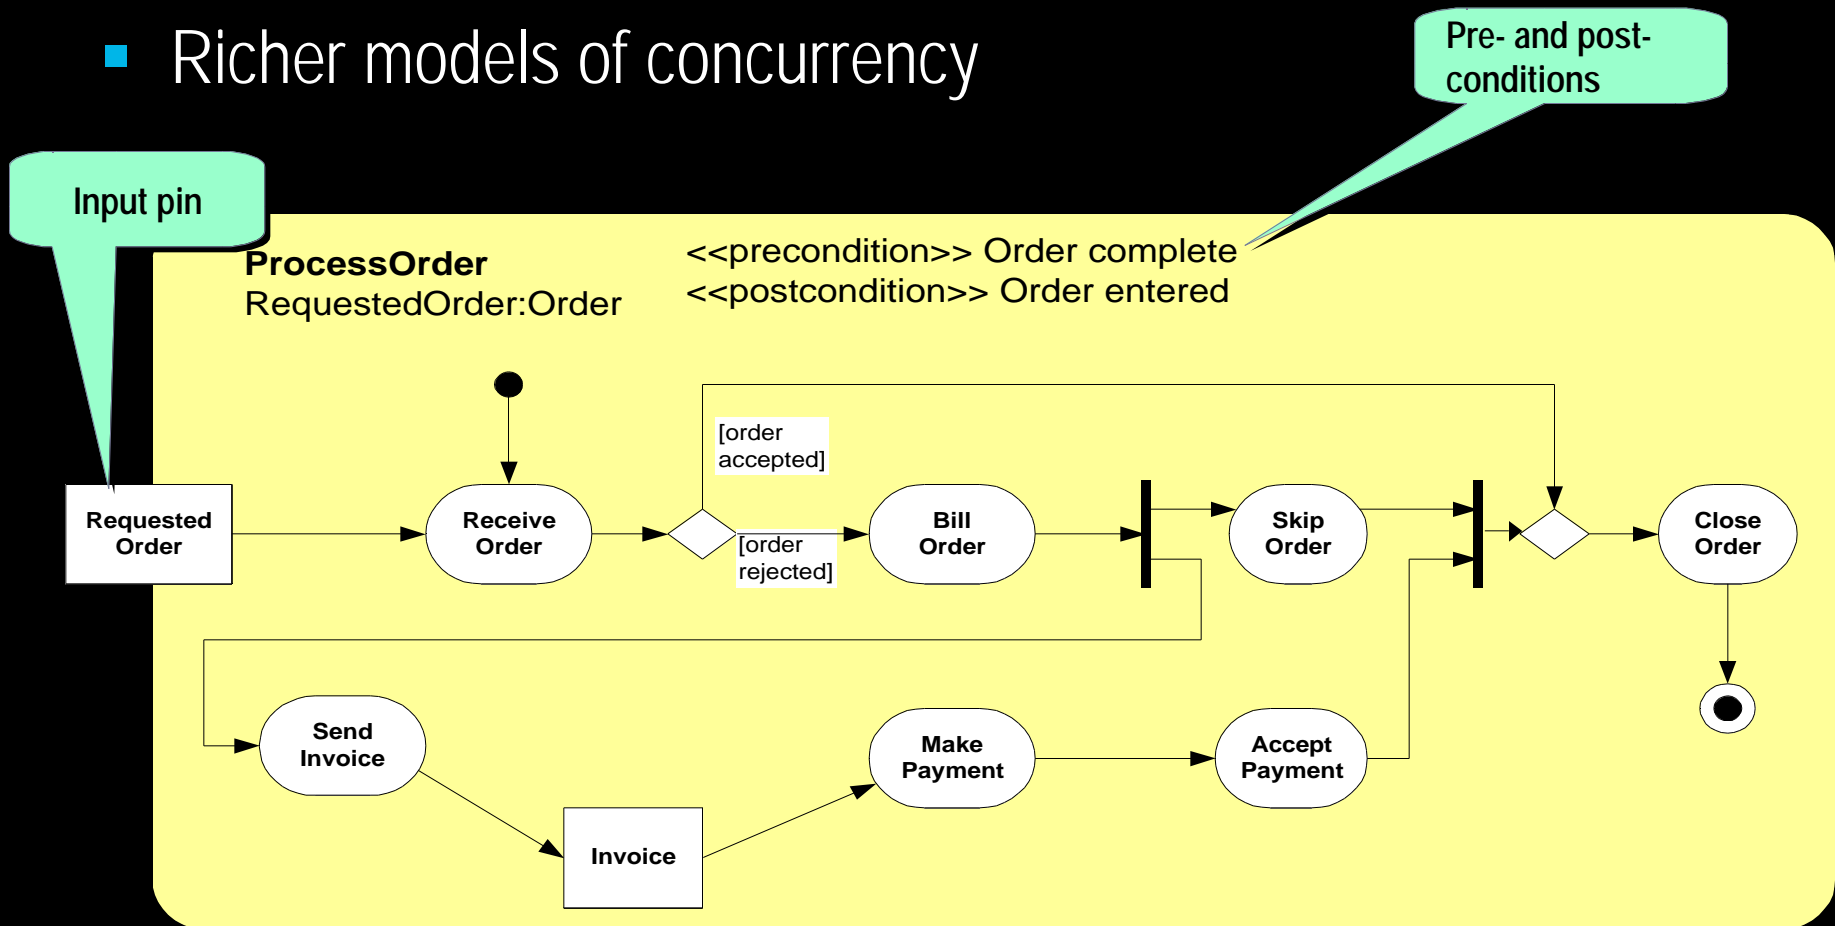 Richer models of concurrency
Pre- and post-
conditions
Input pin
ProcessOrder
RequestedOrder:Order
<<precondition>> Order complete
<<postcondition>> Order entered
[order
accepted]
Requested
Order
Receive
Order
[order
rejected]
Bill
Order
Skip
Order
Close
Order
Send
Invoice
Invoice
Make
Payment
Accept
Payment